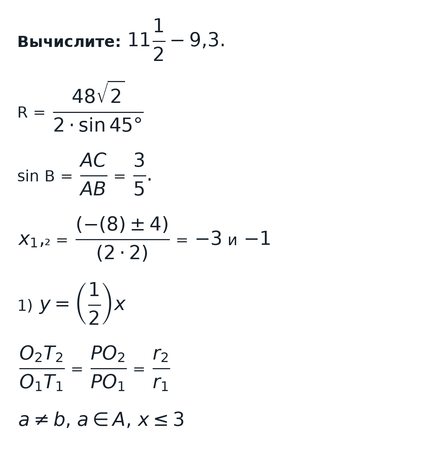 Вычислите: 11 1/2 − 9,3.
R = 48√2 / (2 · sin 45°)
sin B = AC/AB = 3/5.
x₁,₂ = (−(8) ± 4) / (2 · 2) = −3 и −1
1) y = (1/2)x
O₂T₂/O₁T₁ = PO₂/PO₁ = r₂/r₁
a ≠ b, a ∈ A, x ≤ 3